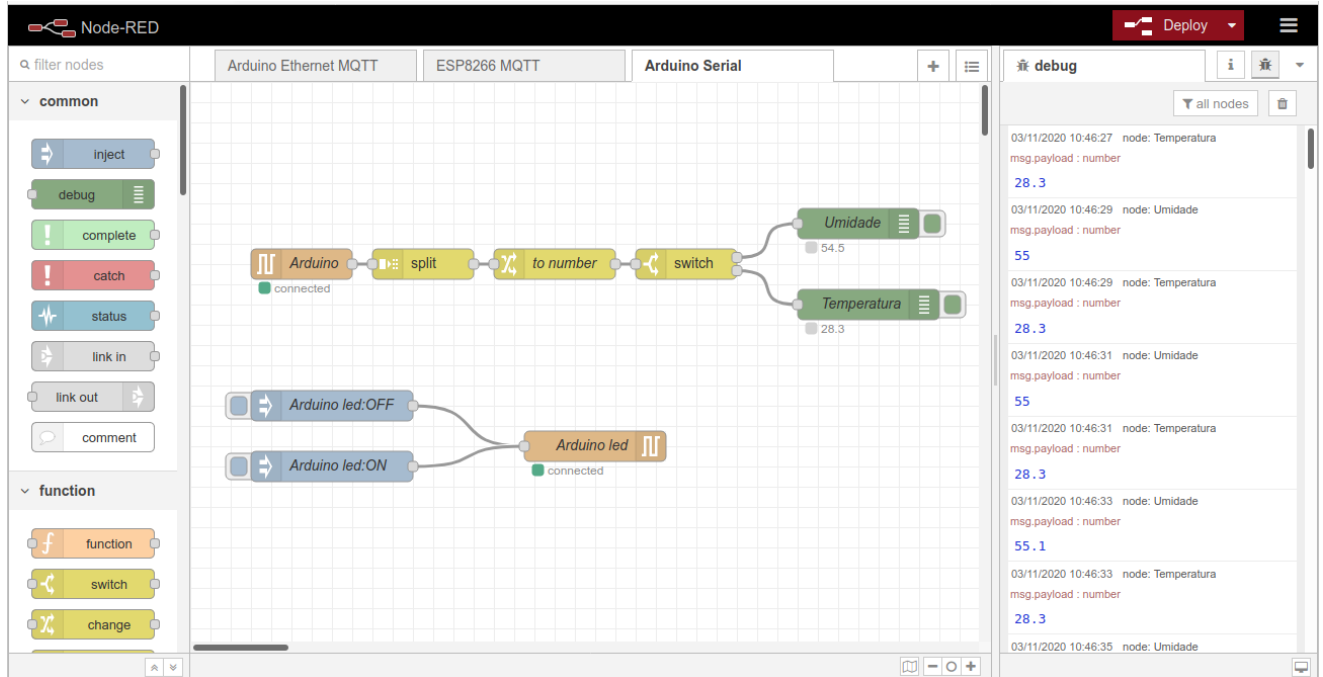 Node-RED
Deploy
filter nodes
Arduino Ethernet MQTT
ESP8266 MQTT
Arduino Serial
debug
i
all nodes
common
inject
debug
complete
catch
status
link in
link out
comment
function
function
switch
change
Arduino
connected
split
to number
switch
Umidade
54.5
Temperatura
28.3
Arduino led:OFF
Arduino led:ON
Arduino led
connected
03/11/2020 10:46:27 node: Temperatura
msg.payload : number
28.3
03/11/2020 10:46:29 node: Umidade
msg.payload : number
55
03/11/2020 10:46:29 node: Temperatura
msg.payload : number
28.3
03/11/2020 10:46:31 node: Umidade
msg.payload : number
55
03/11/2020 10:46:31 node: Temperatura
msg.payload : number
28.3
03/11/2020 10:46:33 node: Umidade
msg.payload : number
55.1
03/11/2020 10:46:33 node: Temperatura
msg.payload : number
28.3
03/11/2020 10:46:35 node: Umidade